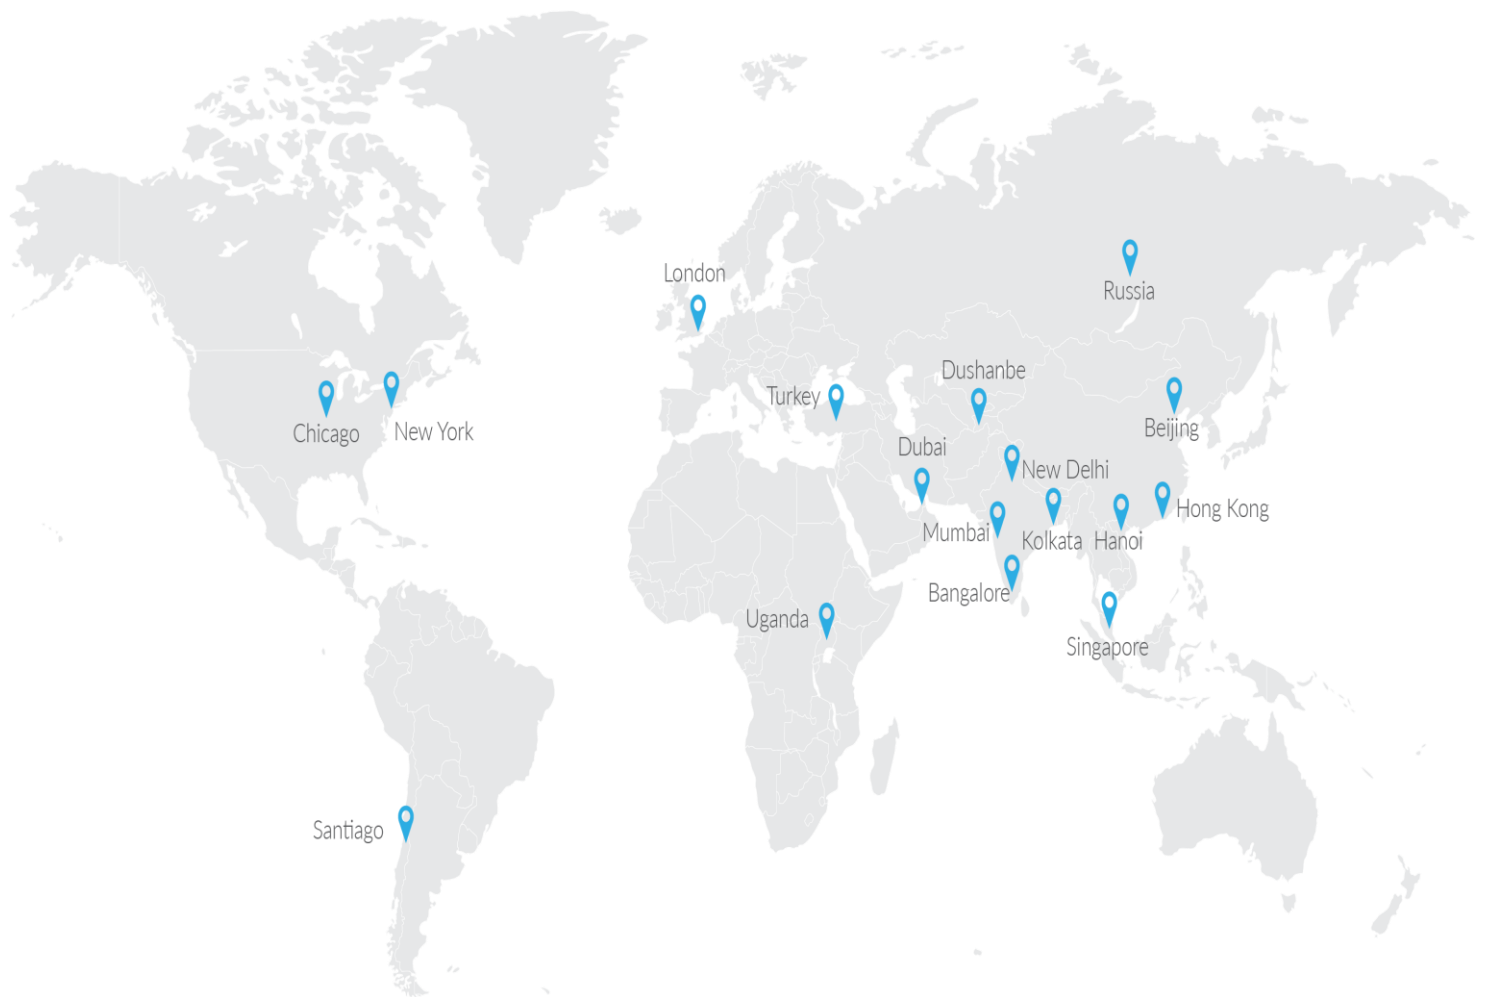 London
Russia
Dushanbe
Turkey
Chicago
New York
Beijing
Dubai
New Delhi
Hong Kong
Mumbai
Kolkata
Hanoi
Bangalore
Uganda
Singapore
Santiago